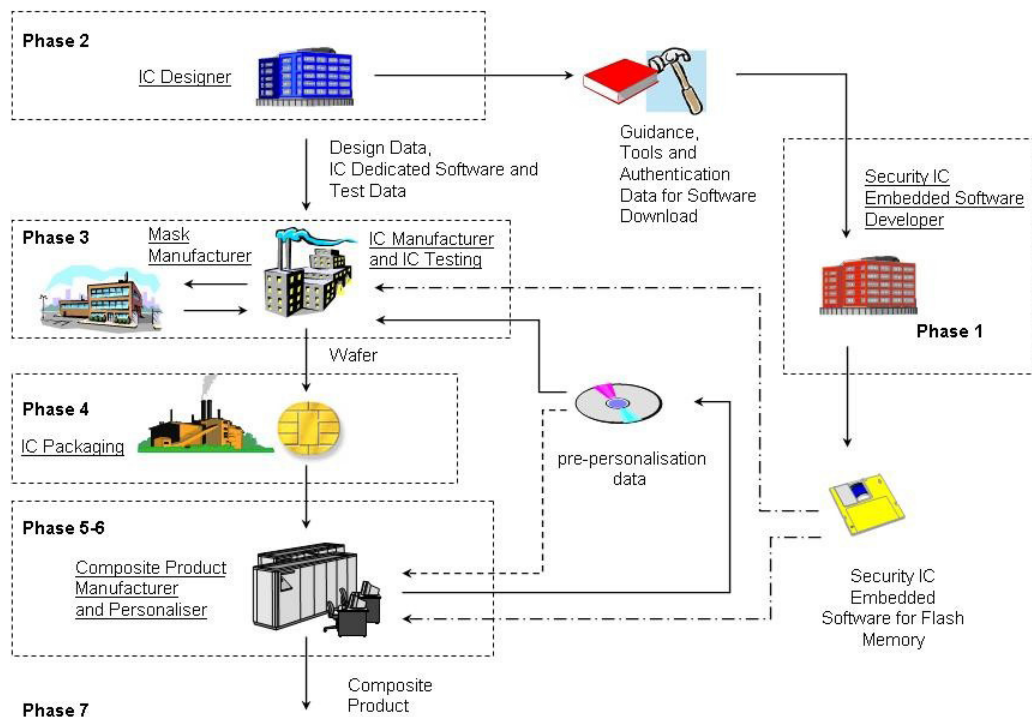 Phase 2
IC Designer
Guidance,
Tools and
Authentication
Data for Software
Download
Design Data,
IC Dedicated Software and
Test Data
Security IC
Embedded Software
Developer
Phase 1
Phase 3
Mask
Manufacturer
IC Manufacturer
and IC Testing
Wafer
Phase 4
IC Packaging
pre-personalisation
data
Phase 5-6
Composite Product
Manufacturer
and Personaliser
Security IC
Embedded
Software for Flash
Memory
Composite
Product
Phase 7